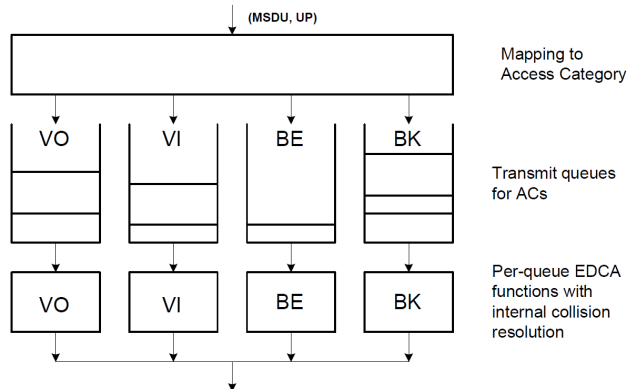 (MSDU, UP)
Mapping to
Access Category
VO
VI
BE
BK
Transmit queues
for ACs
VO
VI
BE
BK
Per-queue EDCA
functions with
internal collision
resolution